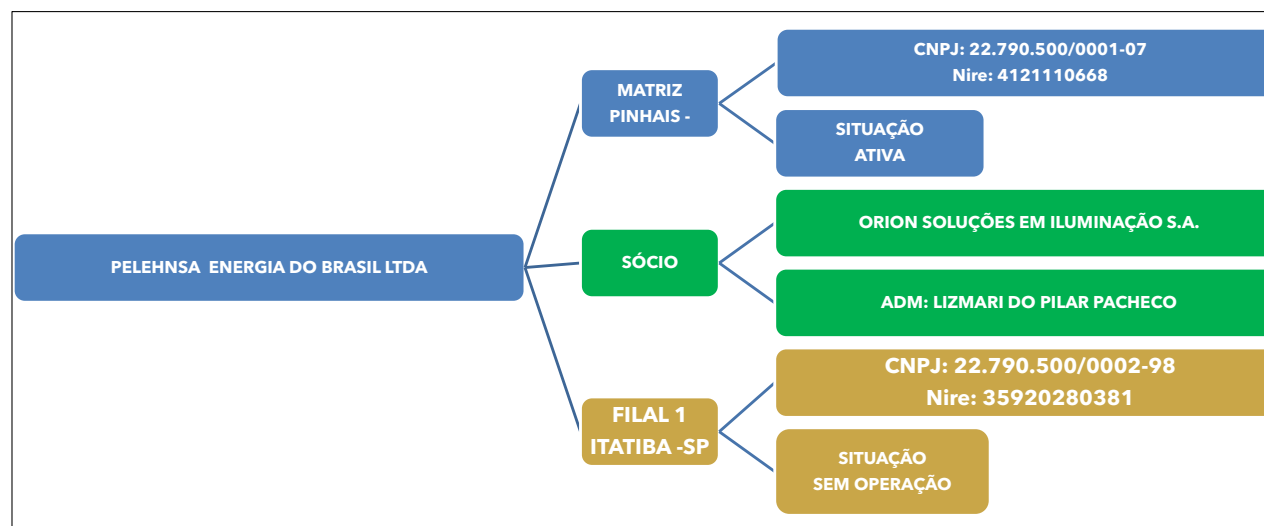 CNPJ: 22.790.500/0001-07
Nire: 4121110668
MATRIZ
PINHAIS -
SITUAÇÃO
ATIVA
ORION SOLUÇÕES EM ILUMINAÇÃO S.A.
PELEHNSA ENERGIA DO BRASIL LTDA
SÓCIO
ADM: LIZMARI DO PILAR PACHECO
CNPJ: 22.790.500/0002-98
Nire: 35920280381
FILAL 1
ITATIBA -SP
SITUAÇÃO
SEM OPERAÇÃO